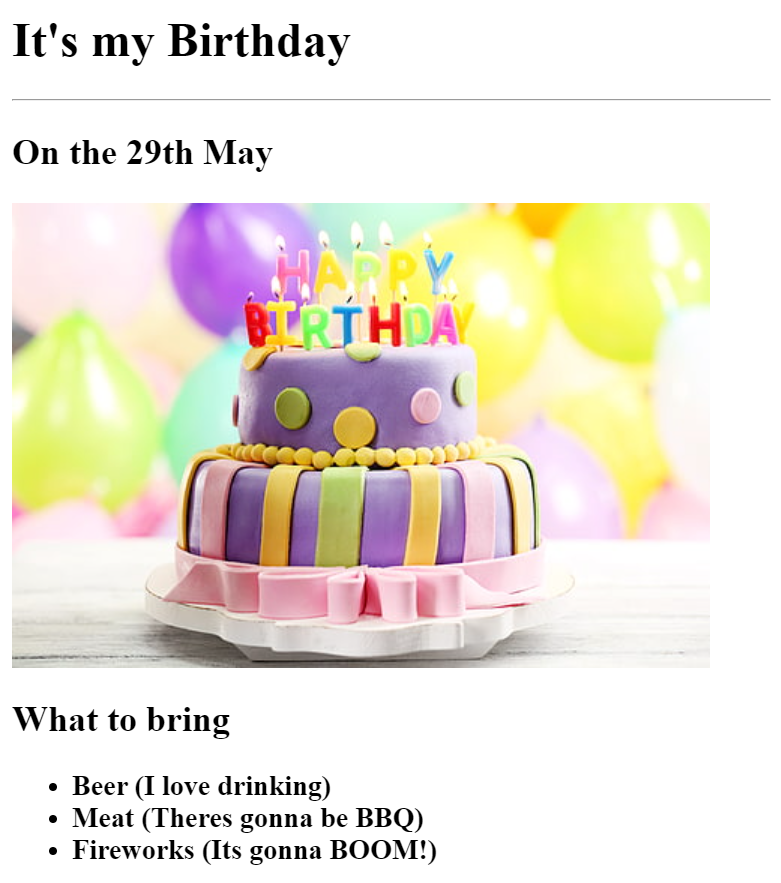 It's my Birthday
On the 29th May
HAPPY
BIRTHDAY
What to bring
Beer (I love drinking)
Meat (Theres gonna be BBQ)
Fireworks (Its gonna BOOM!)